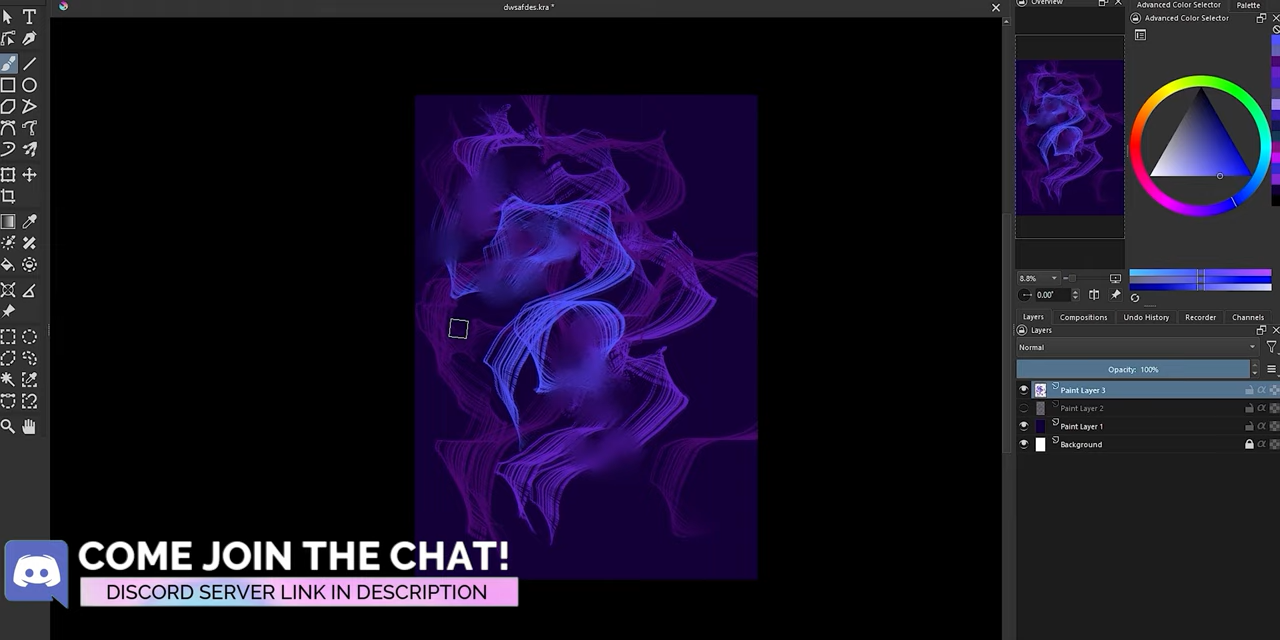 dwsafdes.kra *
Overview
Advanced Color Selector
Palette
Advanced Color Selector
8.8%
0.00°
Layers
Compositions
Undo History
Recorder
Channels
Layers
Normal
Opacity: 100%
Paint Layer 3
Paint Layer 2
Paint Layer 1
Background
COME JOIN THE CHAT!
DISCORD SERVER LINK IN DESCRIPTION